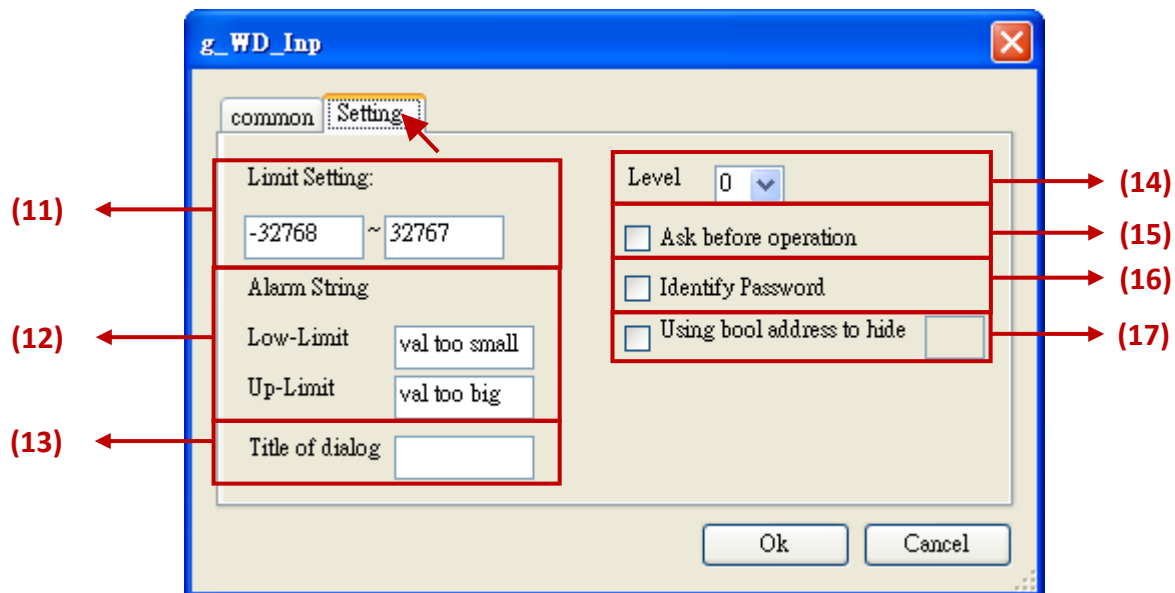 g_WD_Inp
common Setting
Limit Setting:
-32768 ~ 32767
Alarm String
Low-Limit val too small
Up-Limit val too big
Title of dialog
Level 0
Ask before operation
Identify Password
Using bool address to hide
Ok Cancel
(11)
(12)
(13)
(14)
(15)
(16)
(17)